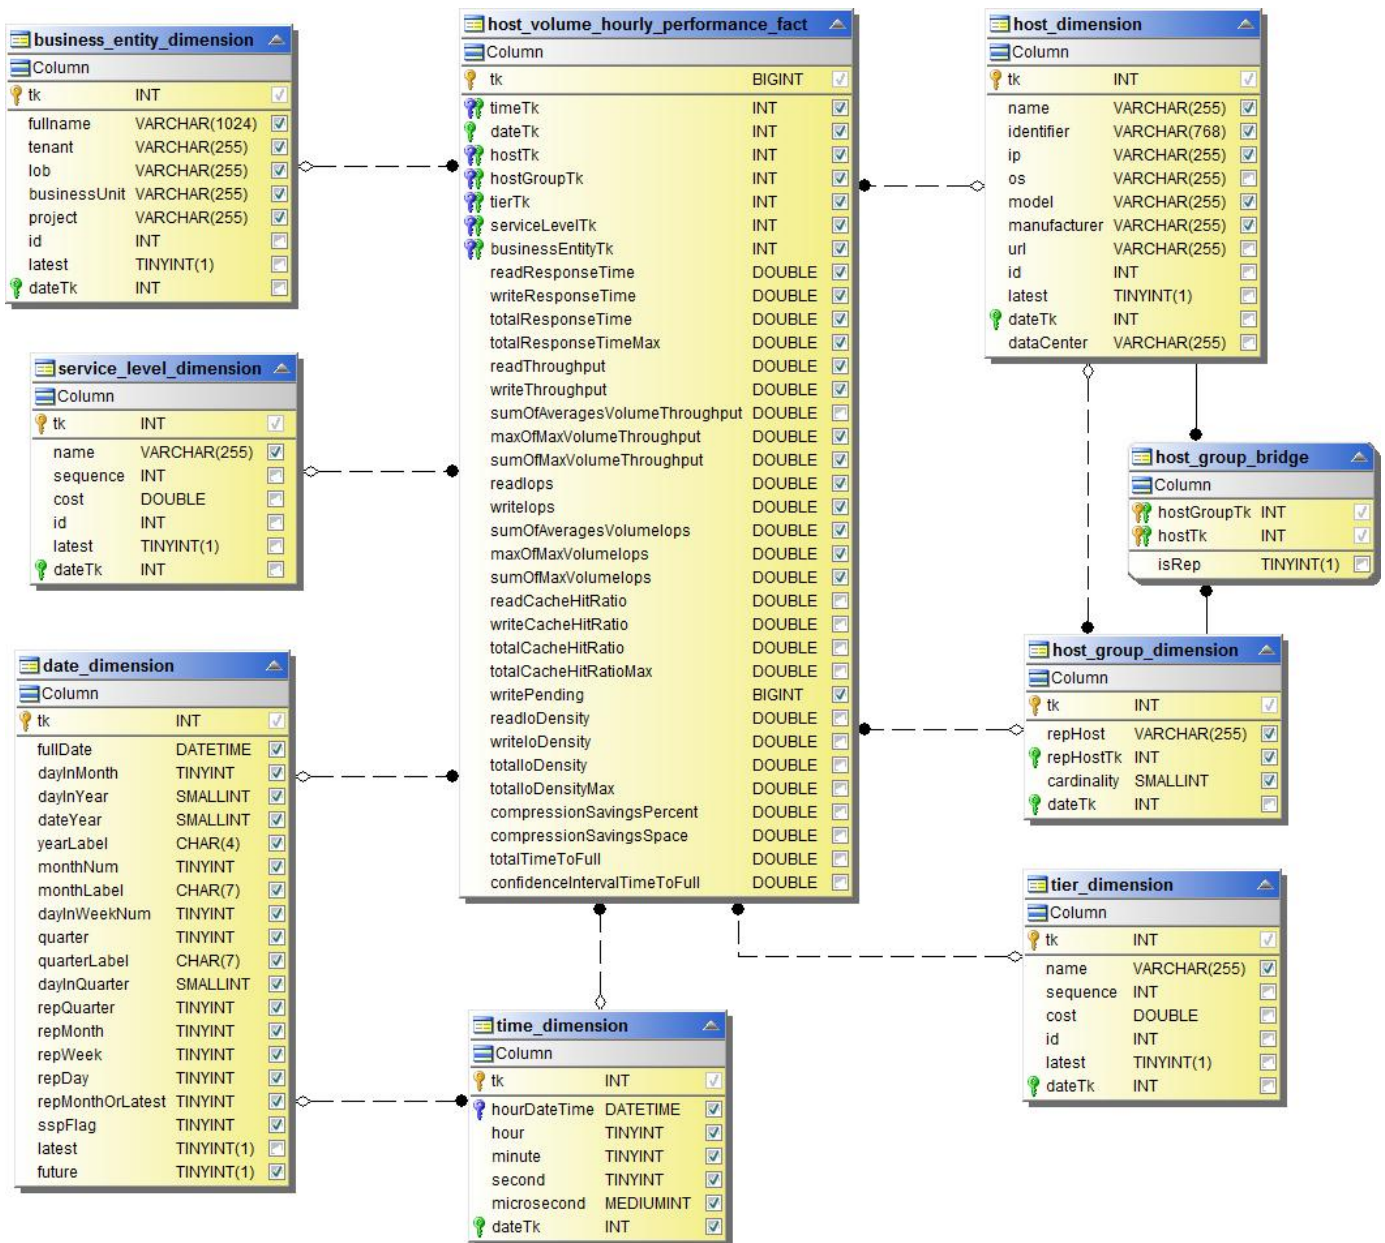 business_entity_dimension
Column
tk INT
fullname VARCHAR(1024)
tenant VARCHAR(255)
lob VARCHAR(255)
businessUnit VARCHAR(255)
project VARCHAR(255)
id INT
latest TINYINT(1)
dateTk INT
service_level_dimension
Column
tk INT
name VARCHAR(255)
sequence INT
cost DOUBLE
id INT
latest TINYINT(1)
dateTk INT
date_dimension
Column
tk INT
fullDate DATETIME
dayInMonth TINYINT
dayInYear SMALLINT
dateYear SMALLINT
yearLabel CHAR(4)
monthNum TINYINT
monthLabel CHAR(7)
dayInWeekNum TINYINT
quarter TINYINT
quarterLabel CHAR(7)
dayInQuarter SMALLINT
repQuarter TINYINT
repMonth TINYINT
repWeek TINYINT
repDay TINYINT
repMonthOrLatest TINYINT
sspFlag TINYINT
latest TINYINT(1)
future TINYINT(1)
host_volume_hourly_performance_fact
Column
tk BIGINT
timeTk INT
dateTk INT
hostTk INT
hostGroupTk INT
tierTk INT
serviceLevelTk INT
businessEntityTk INT
readResponseTime DOUBLE
writeResponseTime DOUBLE
totalResponseTime DOUBLE
totalResponseTimeMax DOUBLE
readThroughput DOUBLE
writeThroughput DOUBLE
sumOfAveragesVolumeThroughput DOUBLE
maxOfMaxVolumeThroughput DOUBLE
sumOfMaxVolumeThroughput DOUBLE
readIops DOUBLE
writeIops DOUBLE
sumOfAveragesVolumeIops DOUBLE
maxOfMaxVolumeIops DOUBLE
sumOfMaxVolumeIops DOUBLE
readCacheHitRatio DOUBLE
writeCacheHitRatio DOUBLE
totalCacheHitRatio DOUBLE
totalCacheHitRatioMax DOUBLE
writePending BIGINT
readIoDensity DOUBLE
writeIoDensity DOUBLE
totalIoDensity DOUBLE
totalIoDensityMax DOUBLE
compressionSavingsPercent DOUBLE
compressionSavingsSpace DOUBLE
totalTimeToFull DOUBLE
confidenceIntervalTimeToFull DOUBLE
time_dimension
Column
tk INT
hourDateTime DATETIME
hour TINYINT
minute TINYINT
second TINYINT
microsecond MEDIUMINT
dateTk INT
host_dimension
Column
tk INT
name VARCHAR(255)
identifier VARCHAR(768)
ip VARCHAR(255)
os VARCHAR(255)
model VARCHAR(255)
manufacturer VARCHAR(255)
url VARCHAR(255)
id INT
latest TINYINT(1)
dateTk INT
dataCenter VARCHAR(255)
host_group_bridge
Column
hostGroupTk INT
hostTk INT
isRep TINYINT(1)
host_group_dimension
Column
tk INT
repHost VARCHAR(255)
repHostTk INT
cardinality SMALLINT
dateTk INT
tier_dimension
Column
tk INT
name VARCHAR(255)
sequence INT
cost DOUBLE
id INT
latest TINYINT(1)
dateTk INT